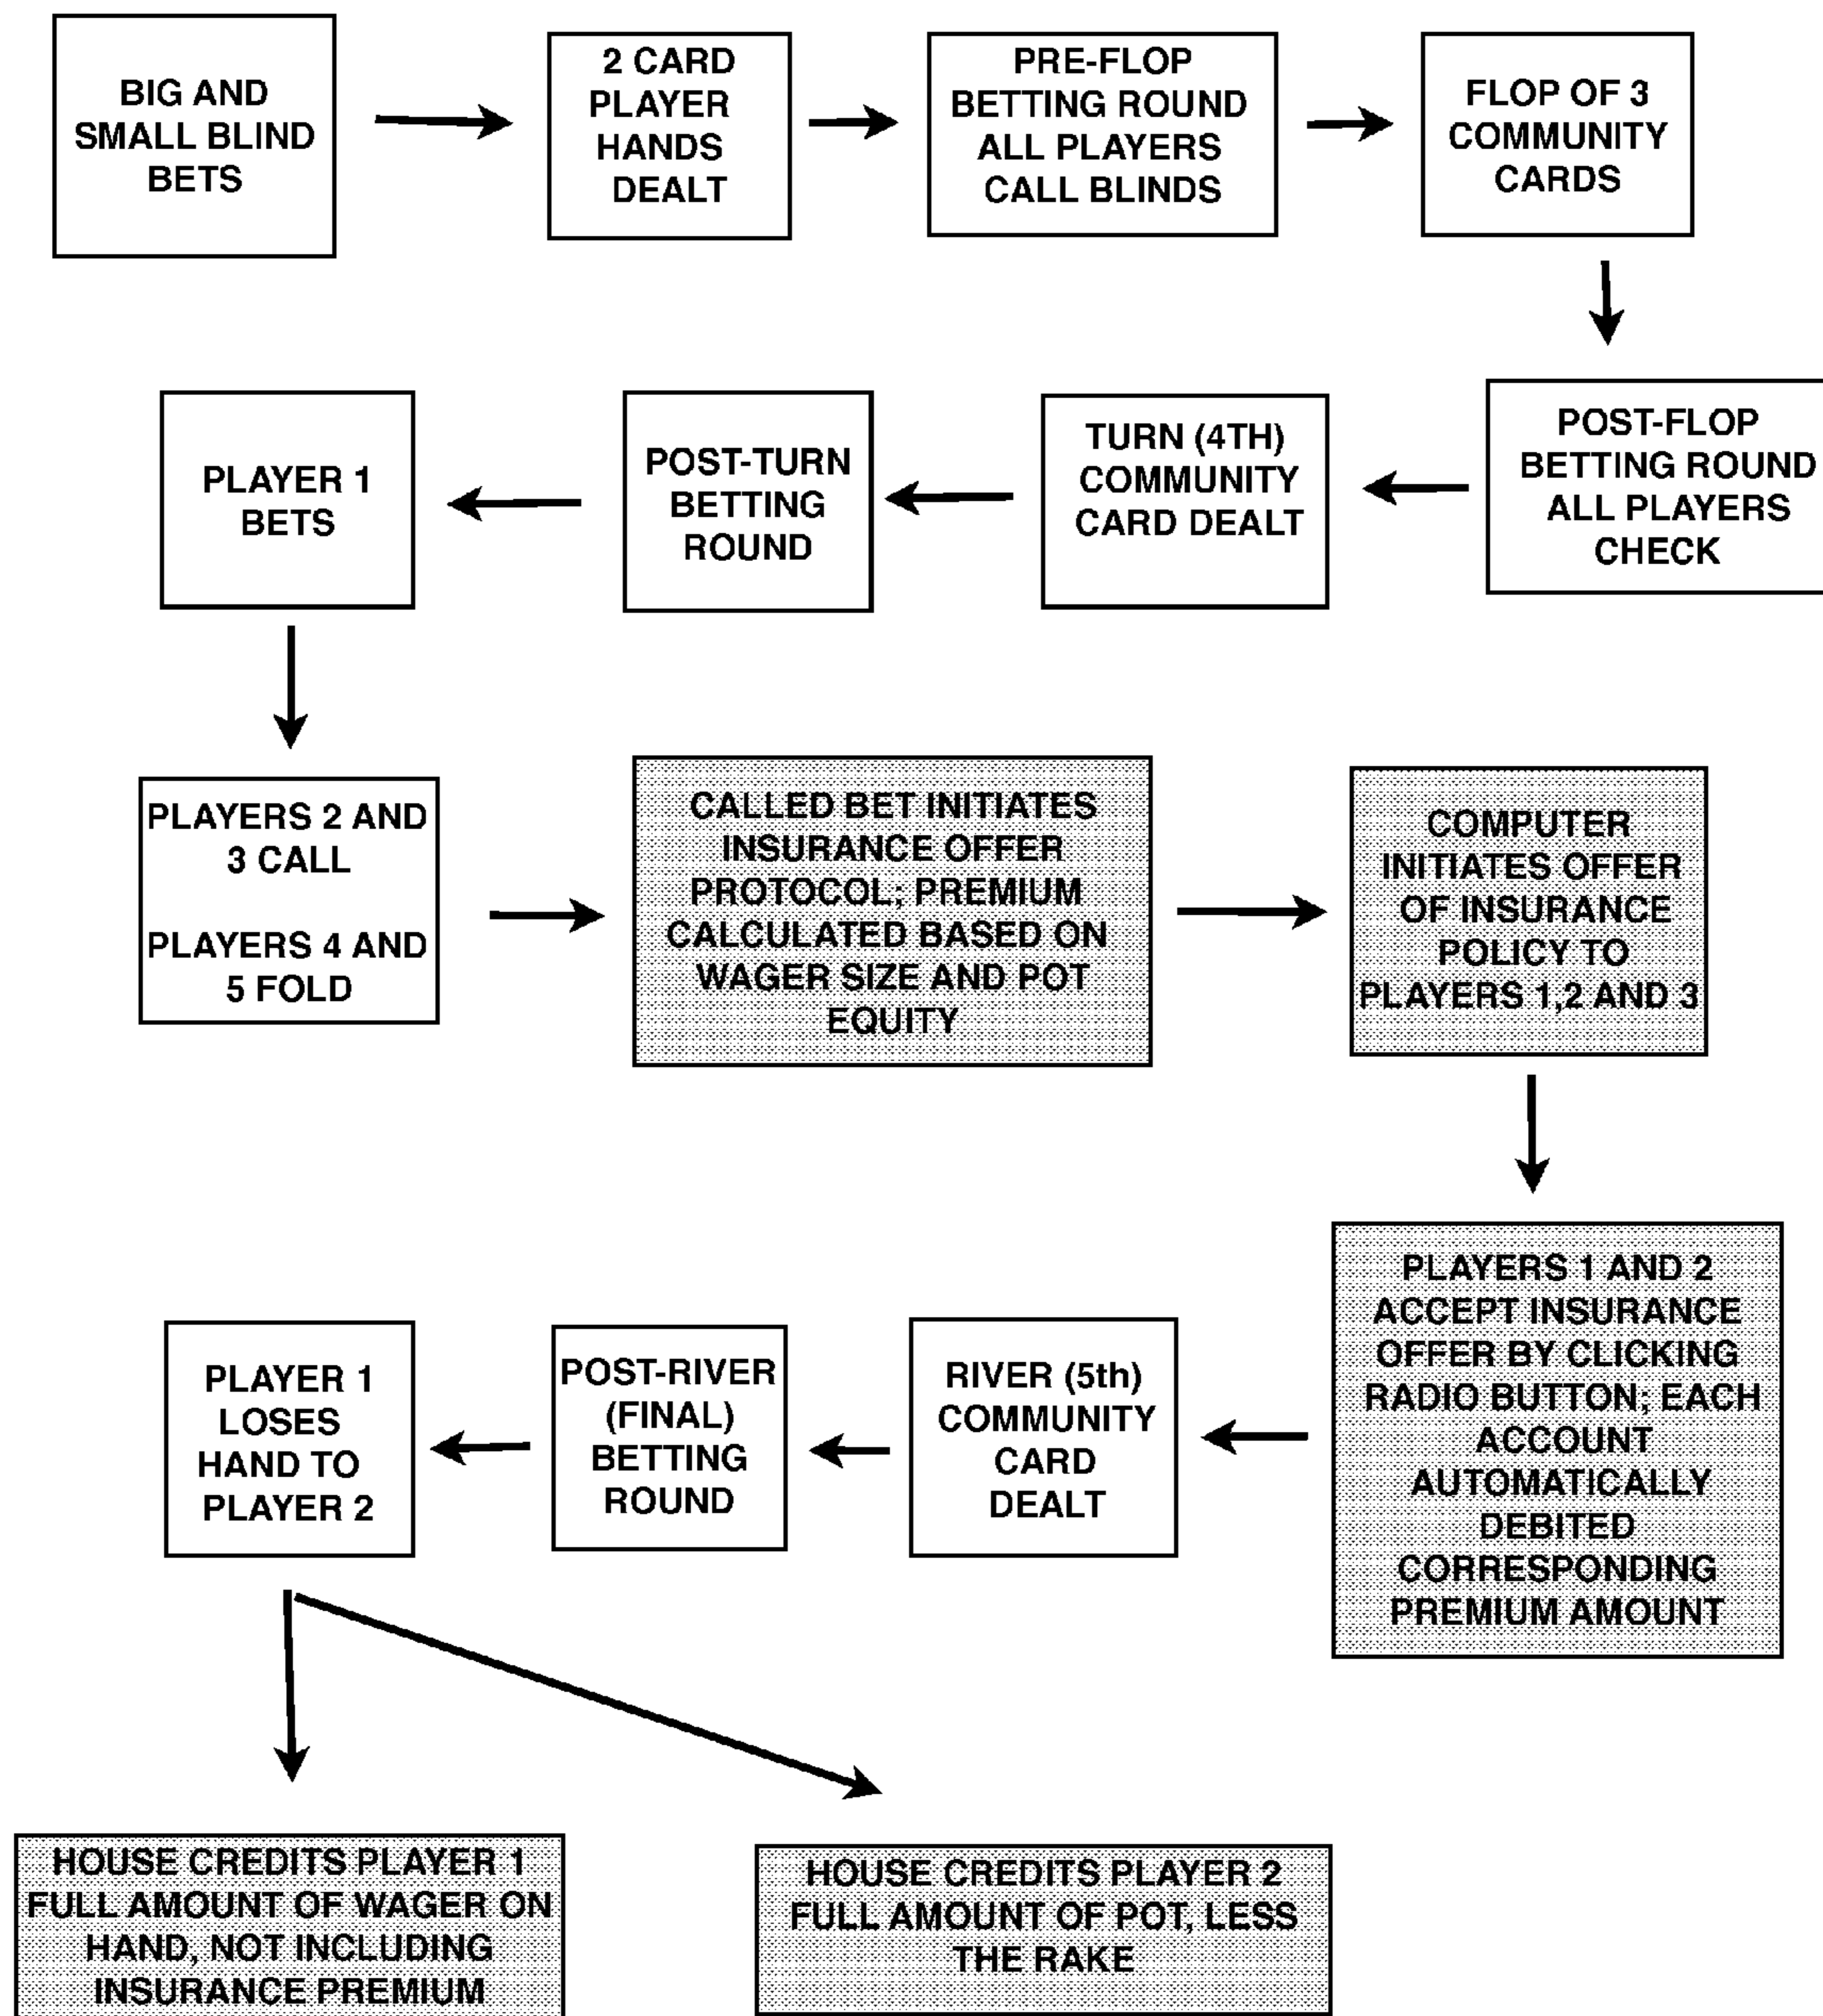 BIG AND
SMALL BLIND
BETS
2 CARD
PLAYER
HANDS
DEALT
PRE-FLOP
BETTING ROUND
ALL PLAYERS
CALL BLINDS
FLOP OF 3
COMMUNITY
CARDS
POST-FLOP
BETTING ROUND
ALL PLAYERS
CHECK
TURN (4TH)
COMMUNITY
CARD DEALT
POST-TURN
BETTING
ROUND
PLAYER 1
BETS
PLAYERS 2 AND
3 CALL
PLAYERS 4 AND
5 FOLD
CALLED BET INITIATES
INSURANCE OFFER
PROTOCOL; PREMIUM
CALCULATED BASED ON
WAGER SIZE AND POT
EQUITY
COMPUTER
INITIATES OFFER
OF INSURANCE
POLICY TO
PLAYERS 1,2 AND 3
PLAYERS 1 AND 2
ACCEPT INSURANCE
OFFER BY CLICKING
RADIO BUTTON; EACH
ACCOUNT
AUTOMATICALLY
DEBITED
CORRESPONDING
PREMIUM AMOUNT
RIVER (5th)
COMMUNITY
CARD
DEALT
POST-RIVER
(FINAL)
BETTING
ROUND
PLAYER 1
LOSES
HAND TO
PLAYER 2
HOUSE CREDITS PLAYER 1
FULL AMOUNT OF WAGER ON
HAND, NOT INCLUDING
INSURANCE PREMIUM
HOUSE CREDITS PLAYER 2
FULL AMOUNT OF POT, LESS
THE RAKE